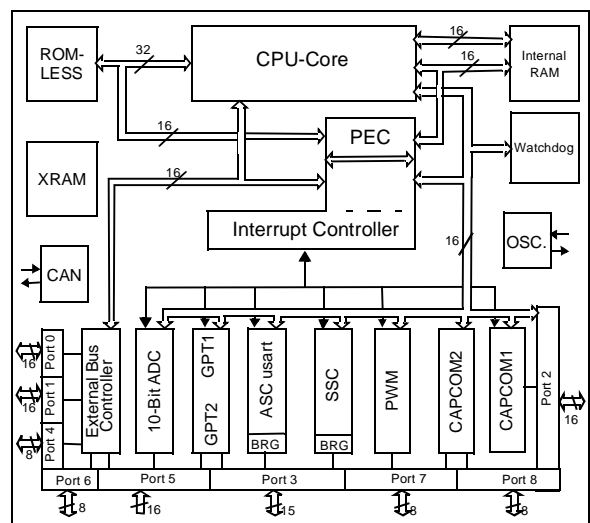 ROM-
LESS
32
CPU-Core
16
16
Internal
RAM
16
PEC
Watchdog
XRAM
16
Interrupt Controller
16
OSC.
CAN
Port 0
16
Port 1
16
Port 4
8
External Bus
Controller
10-Bit ADC
GPT1
GPT2
ASC usart
BRG
SSC
BRG
PWM
CAPCOM2
CAPCOM1
Port 2
16
Port 6
Port 5
Port 3
Port 7
Port 8
8
16
15
8
8